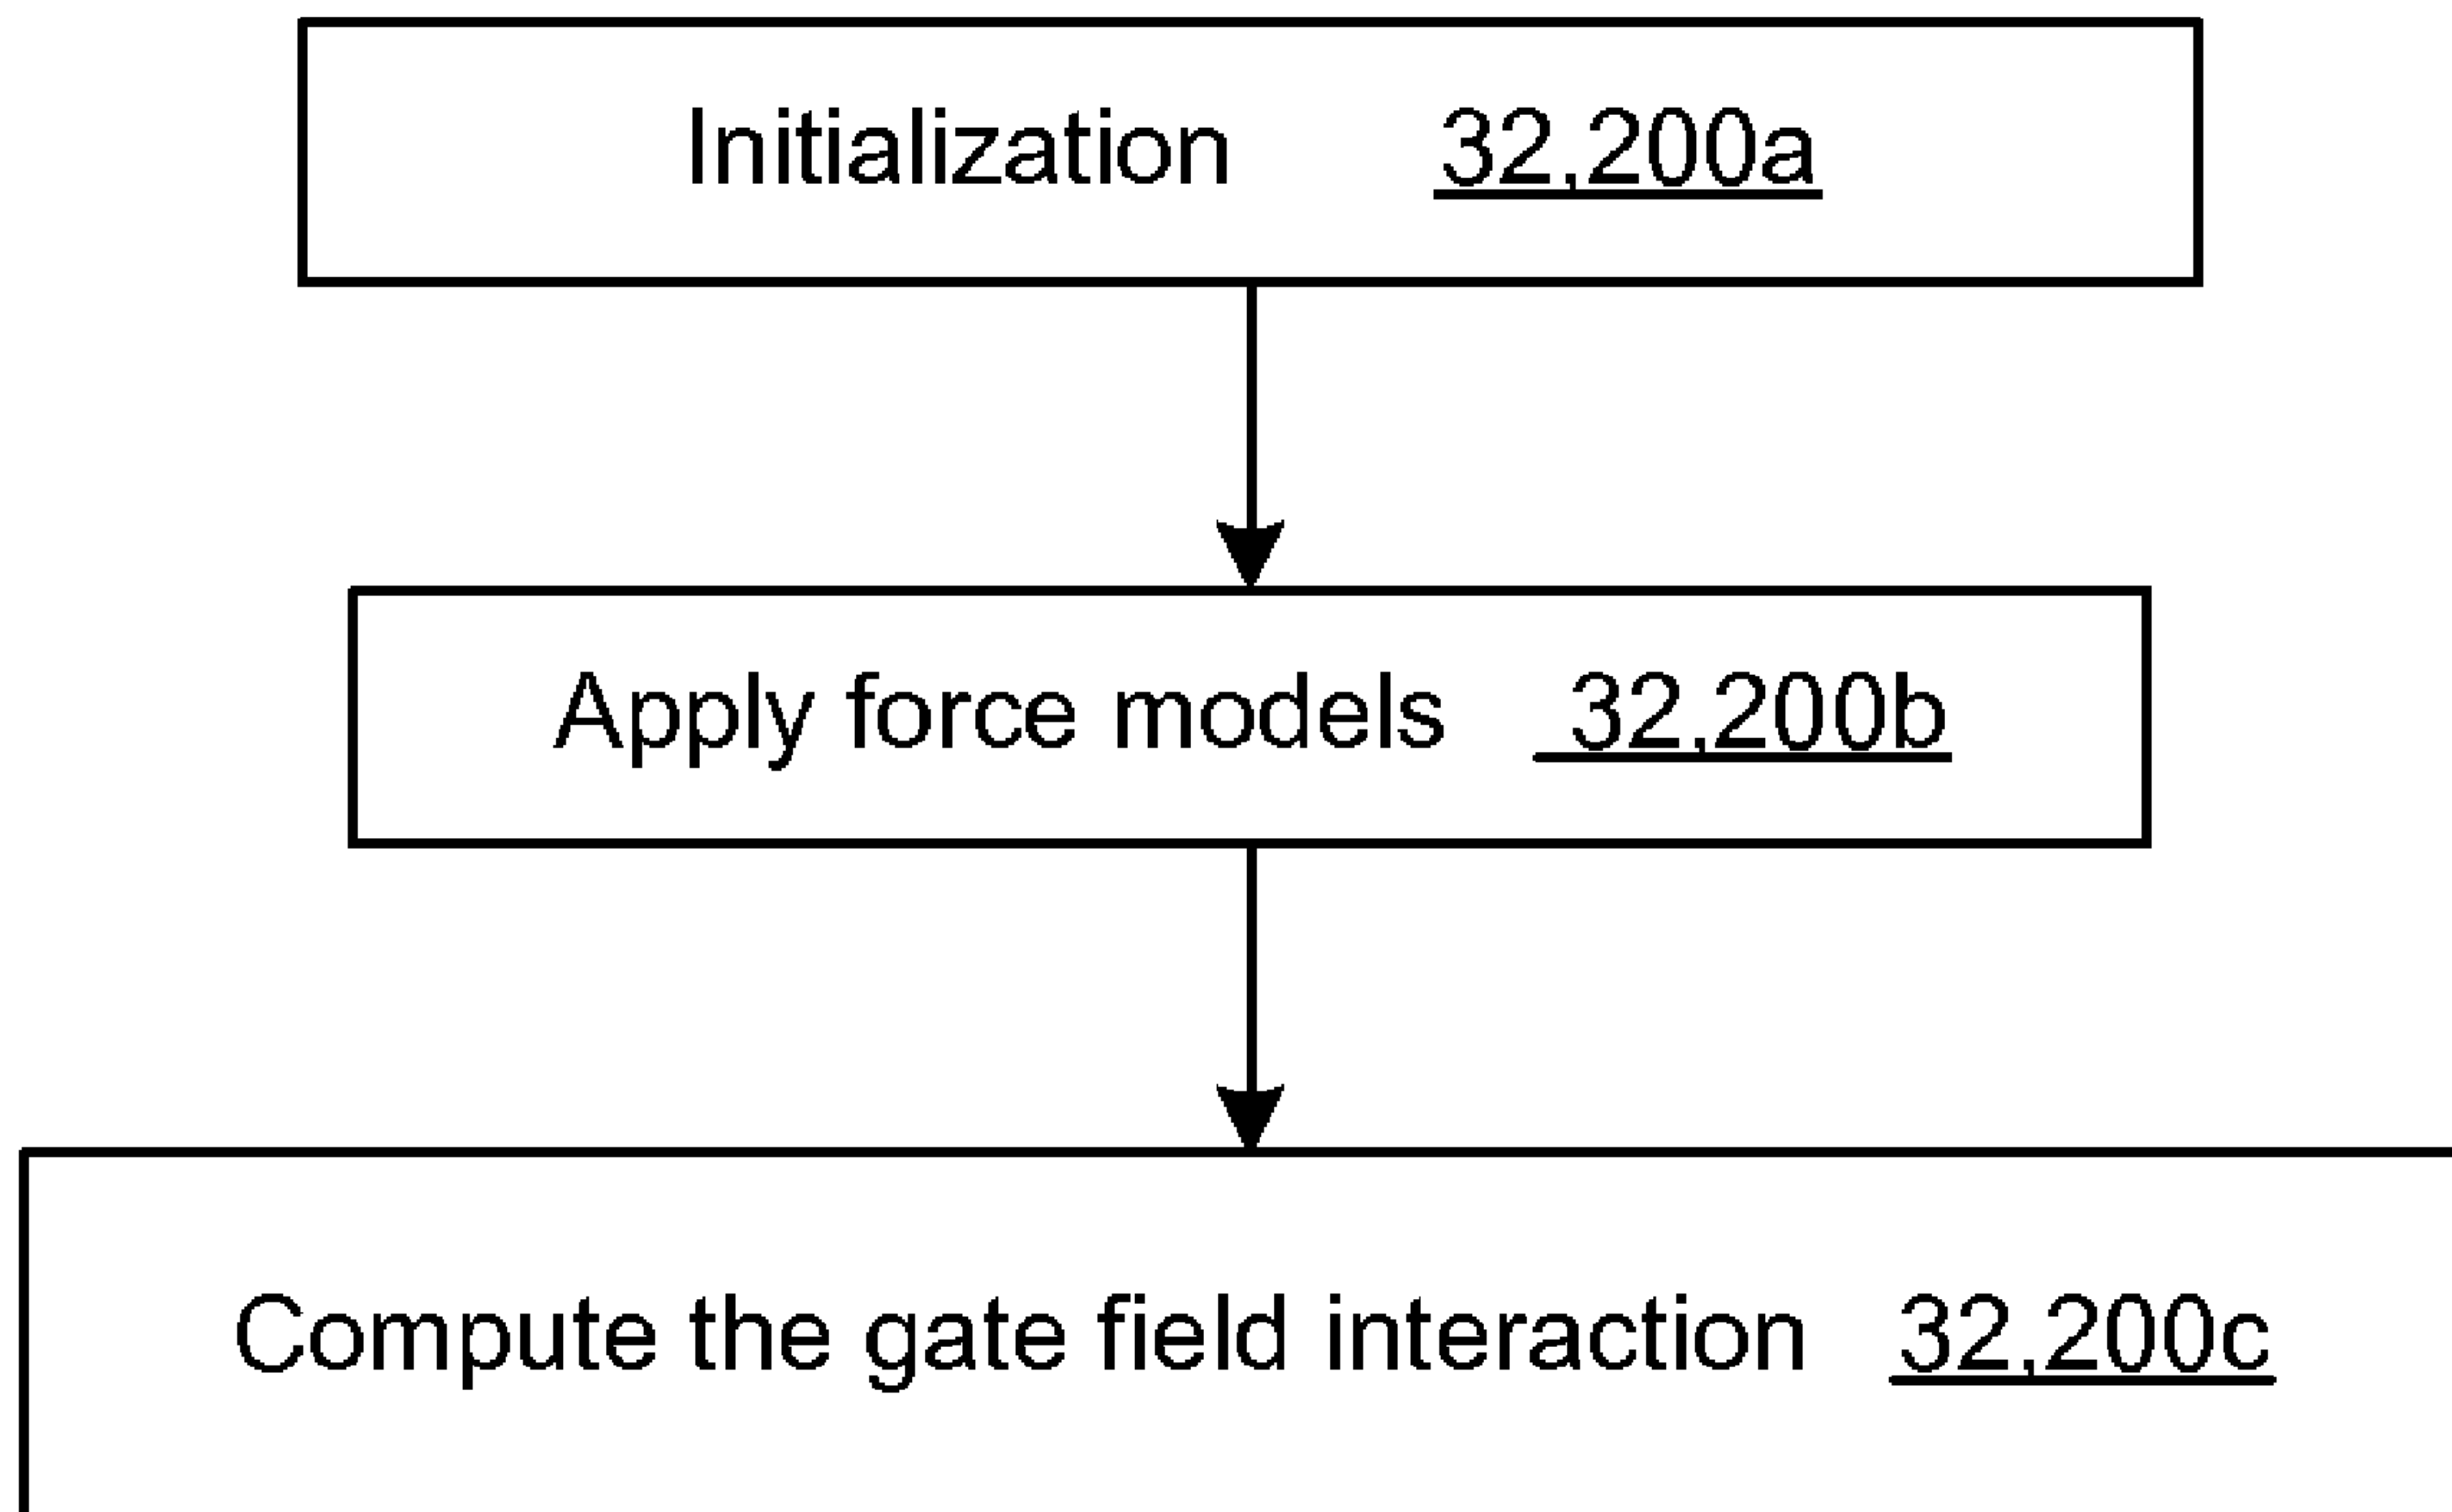 Initialization 32,200a
Apply force models 32,200b
Compute the gate field interaction 32,200c